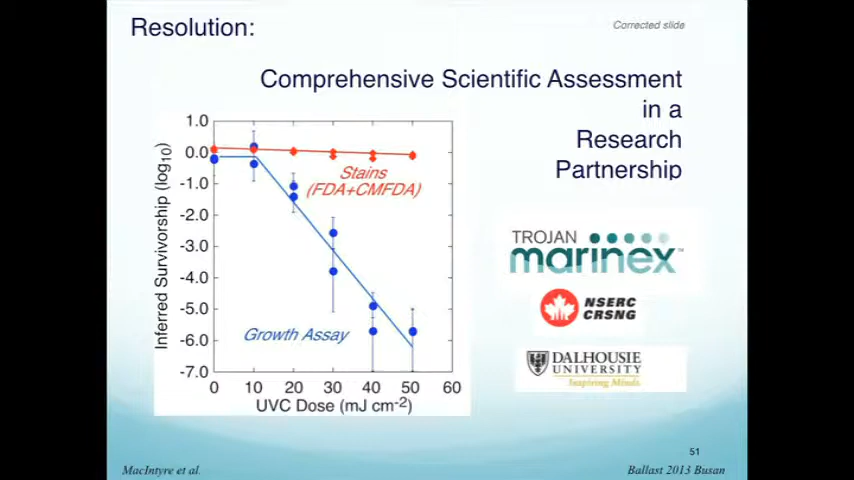 Resolution:
Corrected slide
Comprehensive Scientific Assessment
in a
Research
Partnership
1.0
0.0
-1.0
-2.0
-3.0
-4.0
-5.0
-6.0
-7.0
Inferred Survivorship (log10)
Stains
(FDA+CMFDA)
Growth Assay
0 10 20 30 40 50 60
UVC Dose (mJ cm-2)
TROJAN
marinex™
NSERC
CRSNG
DALHOUSIE
UNIVERSITY
Inspiring Minds
51
MacIntyre et al.
Ballast 2013 Busan